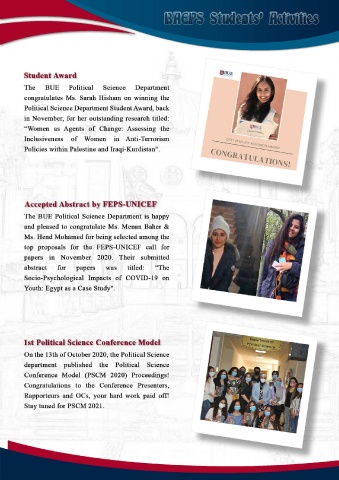 BAEPS Students' Activities
Student Award
The BUE Political Science Department
congratulates Ms. Sarah Hisham on winning the
Political Science Department Student Award, back
in November, for her outstanding research titled:
"Women as Agents of Change: Assessing the
Inclusiveness of Women in Anti-Terrorism
Policies within Palestine and Iraqi-Kurdistan".
BUE
CONGRATULATIONS!
Accepted Abstract by FEPS-UNICEF
The BUE Political Science Department is happy
and pleased to congratulate Ms. Menan Baher &
Ms. Hend Mohamed for being selected among the
top proposals for the FEPS-UNICEF call for
papers in November 2020. Their submitted
abstract for papers was titled: "The
Socio-Psychological Impacts of COVID-19 on
Youth: Egypt as a Case Study".
1st Political Science Conference Model
On the 13th of October 2020, the Political Science
department published the Political Science
Conference Model (PSCM 2020) Proceedings!
Congratulations to the Conference Presenters,
Rapporteurs and OCs, your hard work paid off!
Stay tuned for PSCM 2021.